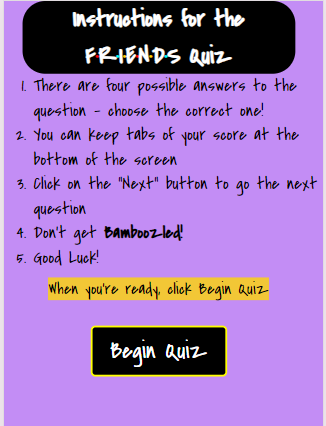 Instructions for the
F.R.I.E.N.D.S Quiz
1. There are four possible answers to the
question - choose the correct one!
2. You can keep tabs of your score at the
bottom of the screen
3. Click on the "Next" button to go the next
question
4. Don't get Bamboozled!
5. Good Luck!
When you're ready, click Begin Quiz
Begin Quiz